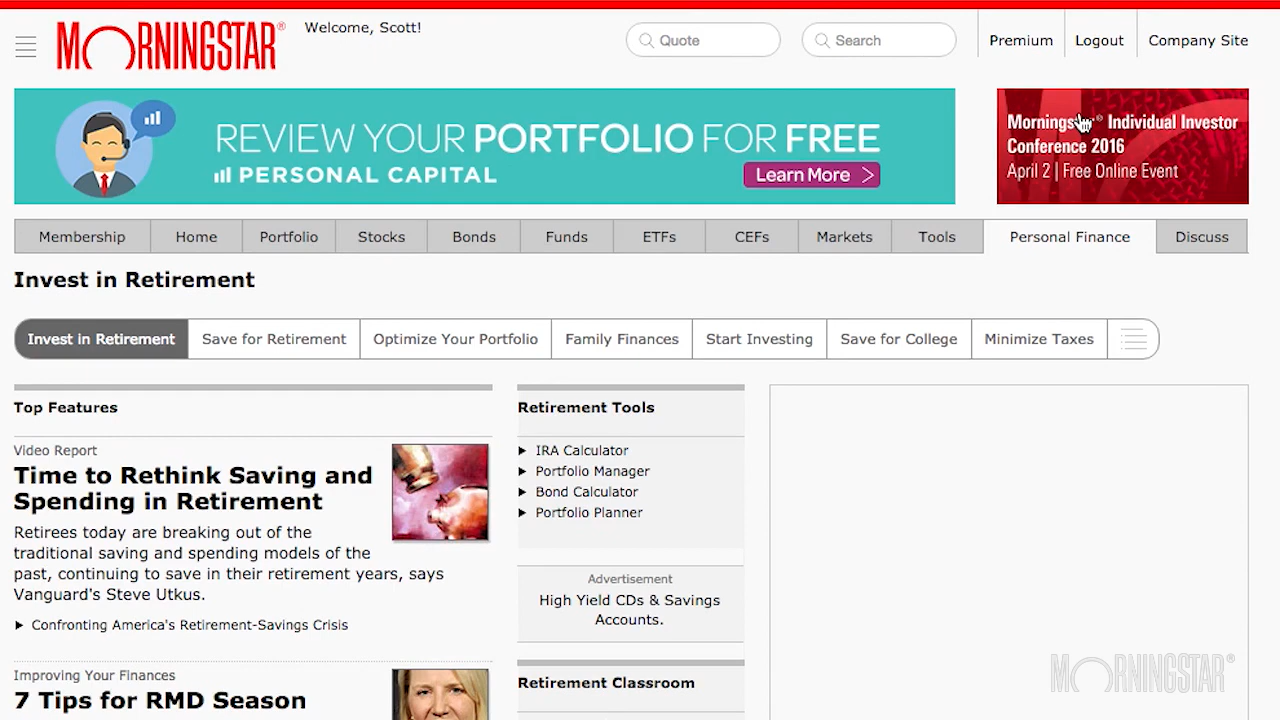 MORNINGSTAR®
Welcome, Scott!
Quote
Search
Premium
Logout
Company Site
REVIEW YOUR PORTFOLIO FOR FREE
PERSONAL CAPITAL
Learn More
Individual Investor
Conference 2016
April 2 | Free Online Event
Membership
Home
Portfolio
Stocks
Bonds
Funds
ETFs
CEFs
Markets
Tools
Personal Finance
Discuss
Invest in Retirement
Invest in Retirement
Save for Retirement
Optimize Your Portfolio
Family Finances
Start Investing
Save for College
Minimize Taxes
Top Features
Video Report
Time to Rethink Saving and
Spending in Retirement
Retirees today are breaking out of the
traditional saving and spending models of the
past, continuing to save in their retirement years, says
Vanguard's Steve Utkus.
Confronting America's Retirement-Savings Crisis
Improving Your Finances
7 Tips for RMD Season
Retirement Tools
IRA Calculator
Portfolio Manager
Bond Calculator
Portfolio Planner
Advertisement
High Yield CDs & Savings
Accounts.
Retirement Classroom
MORNINGSTAR®